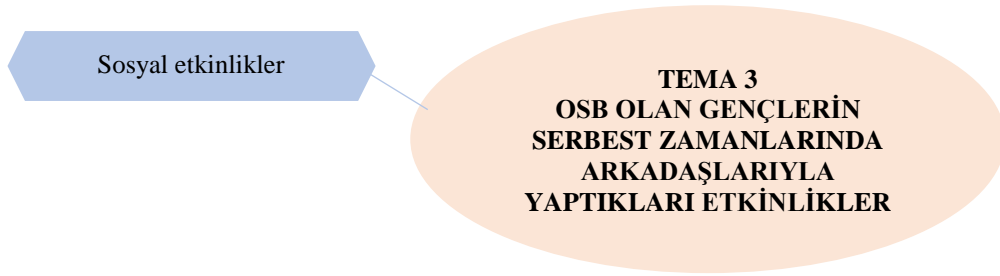 Sosyal etkinlikler
TEMA 3
OSB OLAN GENÇLERİN
SERBEST ZAMANLARINDA
ARKADAŞLARIYLA
YAPTIKLARI ETKİNLİKLER